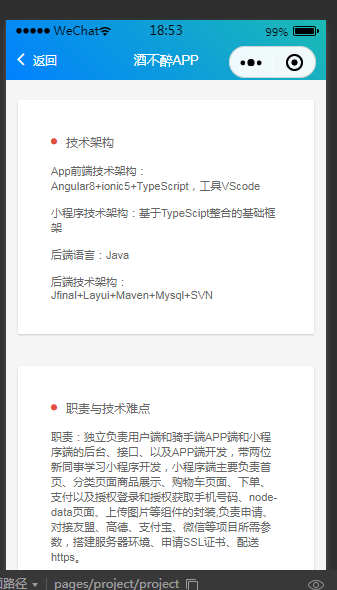 WeChat 18:53 99%
返回 酒不醉APP
技术架构
App前端技术架构：
Angular8+ionic5+TypeScript，工具VScode
小程序技术架构：基于TypeScipt整合的基础框
架
后端语言：Java
后端技术架构：
Jfinal+Layui+Maven+Mysql+SVN
职责与技术难点
职责：独立负责用户端和骑手端APP端和小程
序端的后台、接口、以及APP端开发，带两位
新同事学习小程序开发，小程序端主要负责首
页、分类页面商品展示、购物车页面、下单、
支付以及授权登录和授权获取手机号码、node-
data页面、上传图片等组件的封装,负责申请、
对接友盟、高德、支付宝、微信等项目所需参
数，搭建服务器环境、申请SSL证书、配送
https。
面路径 pages/project/project